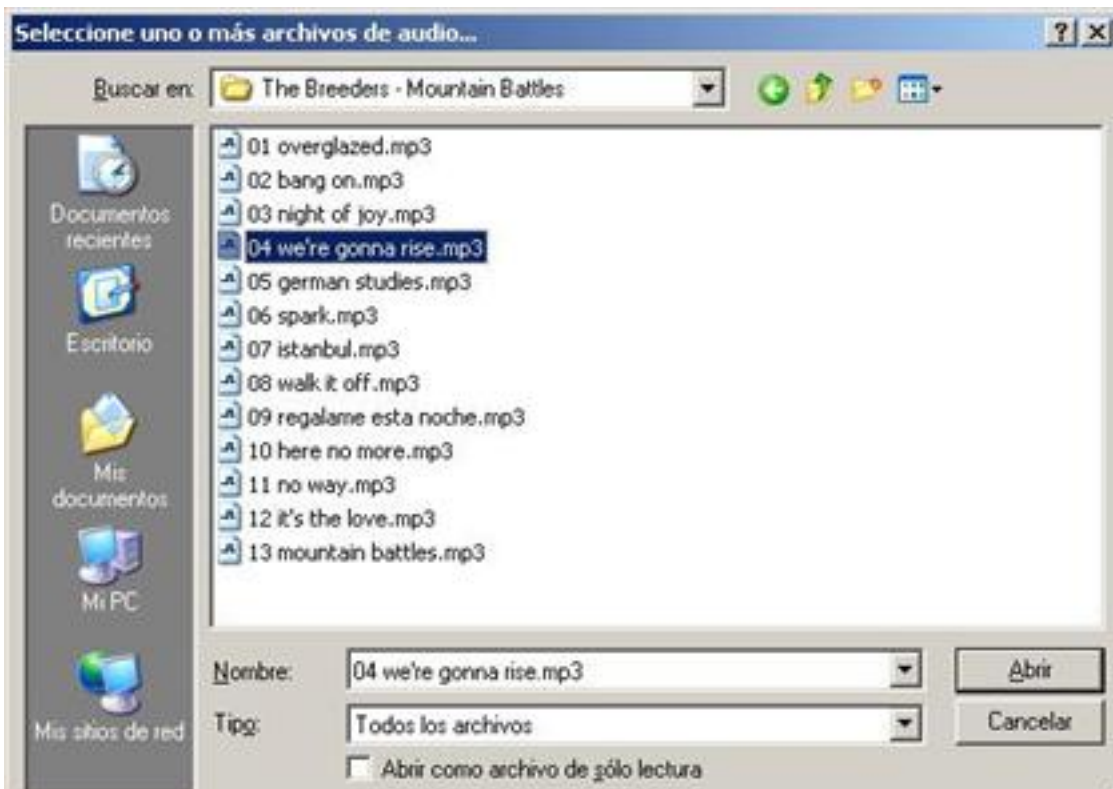 Seleccione uno o más archivos de audio...
Buscar en:
The Breeders - Mountain Battles
Documentos
recientes
Escritorio
Mis
documentos
Mi PC
Mis sitios de red
01 overglazed.mp3
02 bang on.mp3
03 night of joy.mp3
04 we're gonna rise.mp3
05 german studies.mp3
06 spark.mp3
07 istanbul.mp3
08 walk it off.mp3
09 regalame esta noche.mp3
10 here no more.mp3
11 no way.mp3
12 it's the love.mp3
13 mountain battles.mp3
Nombre:
04 we're gonna rise.mp3
Abrir
Tipo:
Todos los archivos
Cancelar
Abrir como archivo de sólo lectura